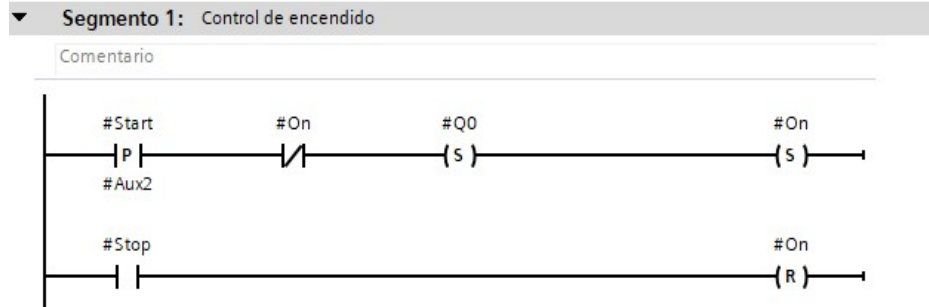 Segmento 1: Control de encendido
Comentario
#Start #On #Q0 #On
P S S
#Aux2
#Stop #On
R